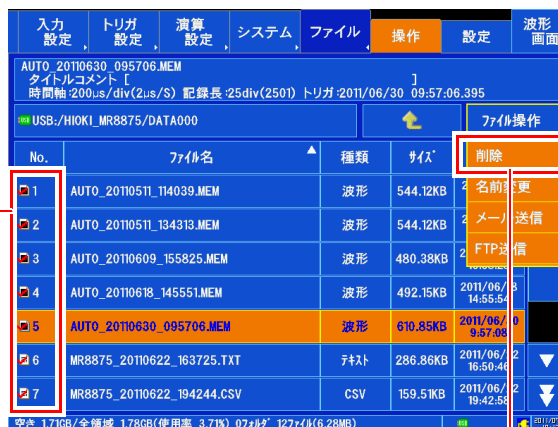 入力 設定
トリガ 設定
演算 設定
システム
ファイル
操作
設定
波形 画面
AUTO_20110630_095706.MEM
タイトルコメント [ ]
時間軸:200μs/div(2μs/S) 記録長:25div(2501) トリガ:2011/06/30 09:57:06.395
USB:/HIOKI_MR8875/DATA000
ファイル操作
No. ファイル名 種類 サイズ
削除
名前変更
メール送信
FTP送信
1 AUTO_20110511_114039.MEM 波形 544.12KB
2 AUTO_20110511_134313.MEM 波形 544.12KB
3 AUTO_20110609_155825.MEM 波形 480.38KB
4 AUTO_20110618_145551.MEM 波形 492.15KB 2011/06/ 8 14:55:54
5 AUTO_20110630_095706.MEM 波形 610.85KB 2011/06/ 0 9:57:08
6 MR8875_20110622_163725.TXT テキスト 286.86KB 2011/06/ 2 16:50:46
7 MR8875_20110622_194244.CSV CSV 159.51KB 2011/06/ 2 19:42:58
空き 1.71GB/全領域 1.78GB(使用率 3.71%) 07フォルダ 127ファイル(6.28MB)